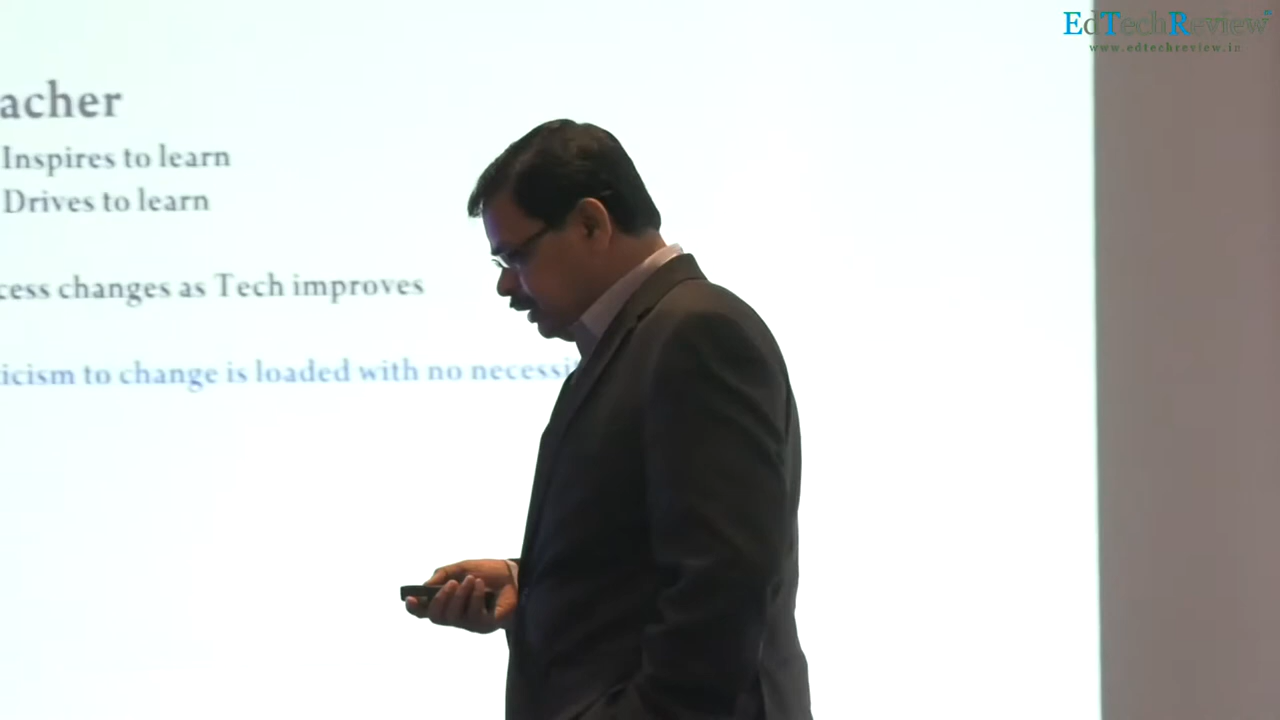 EdTechReview
www.edtechreview.in
acher
Inspires to learn
Drives to learn
cess changes as Tech improves
icism to change is loaded with no necessi